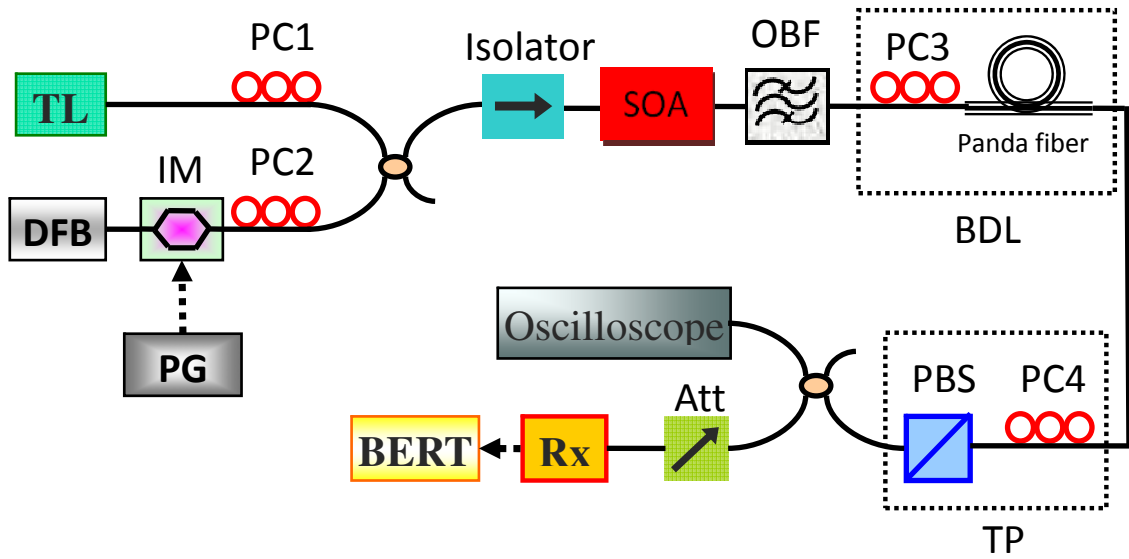 PC1
Isolator
OBF
PC3
TL
SOA
Panda fiber
IM
PC2
DFB
BDL
PG
Oscilloscope
PBS
PC4
Att
BERT
Rx
TP